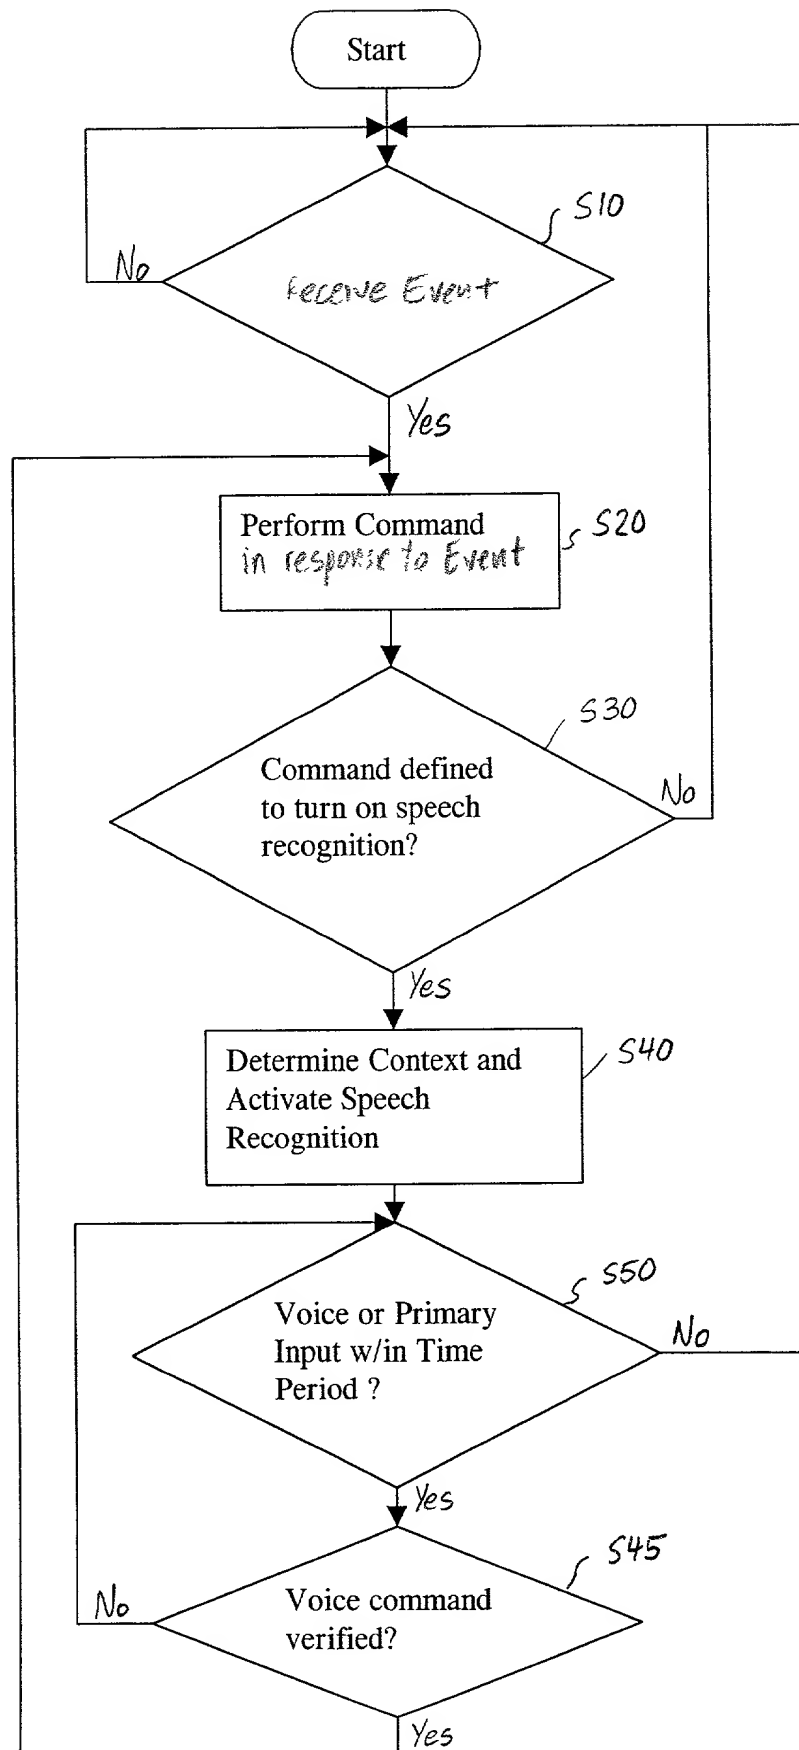 Start
S10
No
Receive Event
Yes
Perform Command
in response to Event
S20
S30
Command defined
to turn on speech
recognition?
No
Yes
Determine Context and
Activate Speech
Recognition
S40
S50
Voice or Primary
Input w/in Time
Period ?
No
Yes
S45
Voice command
verified?
No
Yes